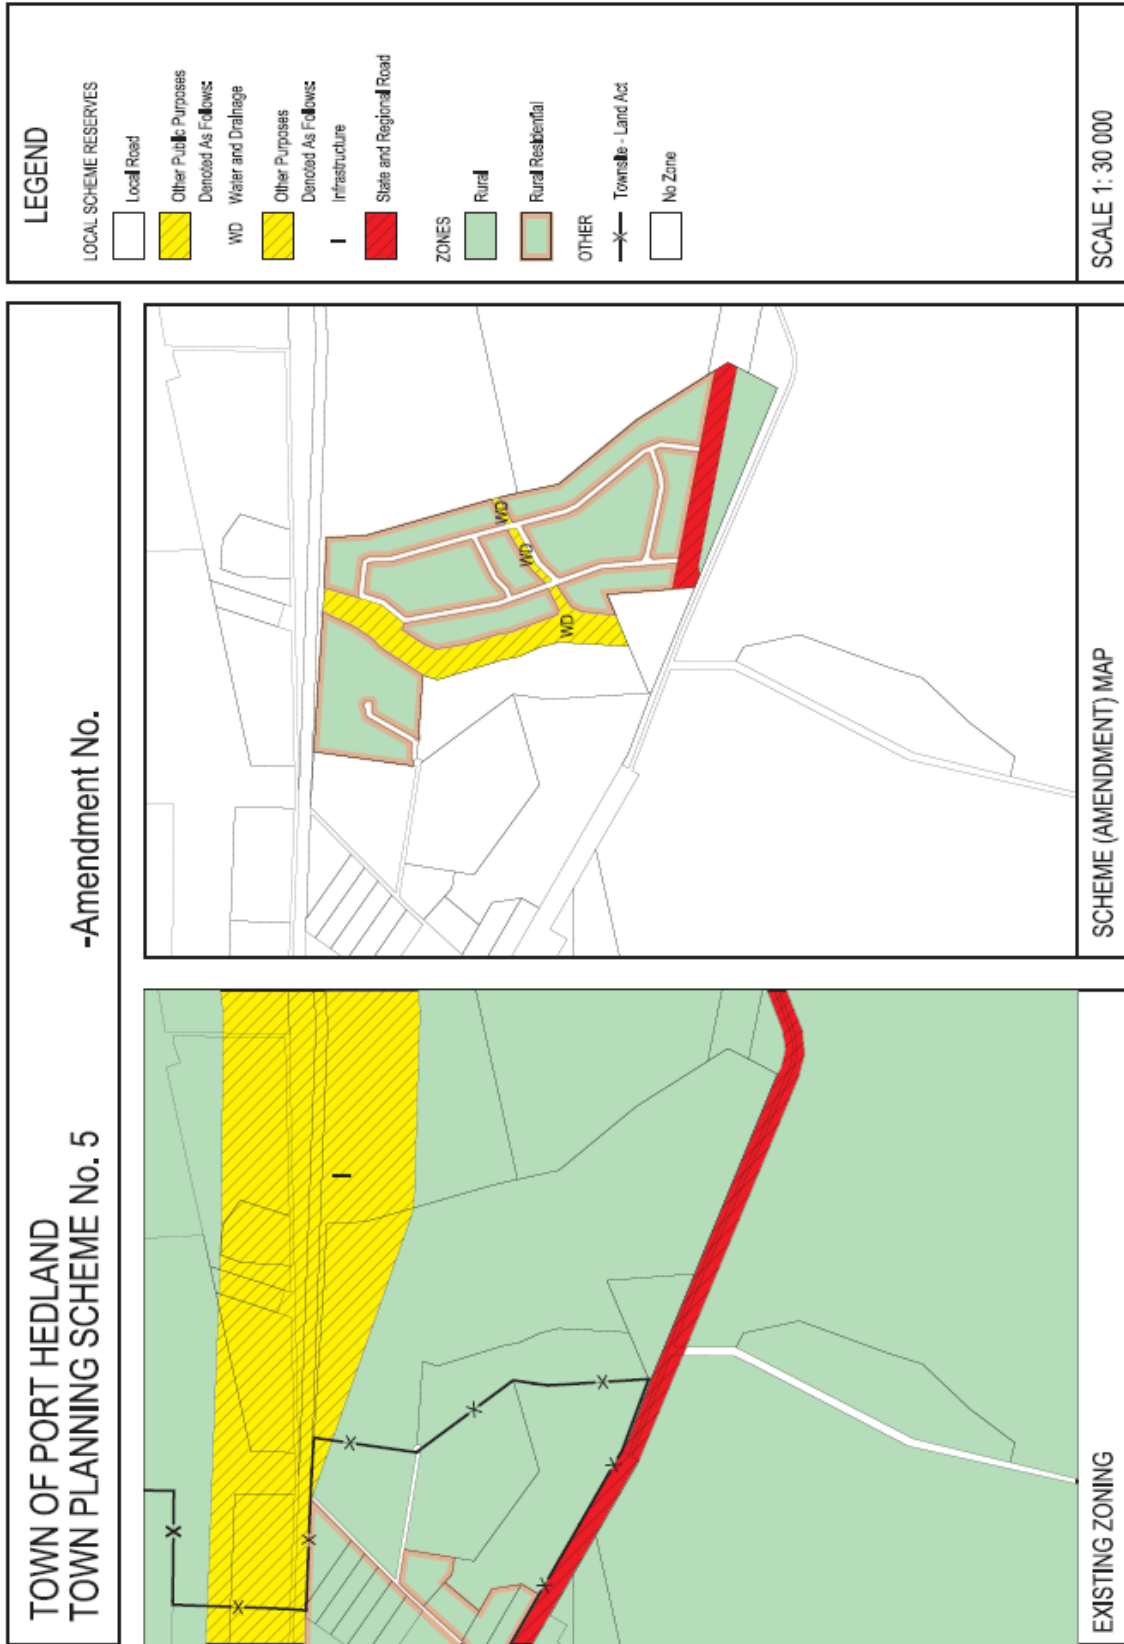 TOWN OF PORT HEDLAND
TOWN PLANNING SCHEME No. 5
-Amendment No.
I
X
X
X
X
X
X
X
X
EXISTING ZONING
WD
WD
WD
SCHEME (AMENDMENT) MAP
LEGEND
LOCAL SCHEME RESERVES
Local Road
Other Public Purposes
Denoted As Follows:
WD Water and Drainage
Other Purposes
Denoted As Follows:
I Infrastructure
State and Regional Road
ZONES
Rural
Rural Residential
OTHER
X Townsite - Land Act
No Zone
SCALE 1: 30 000